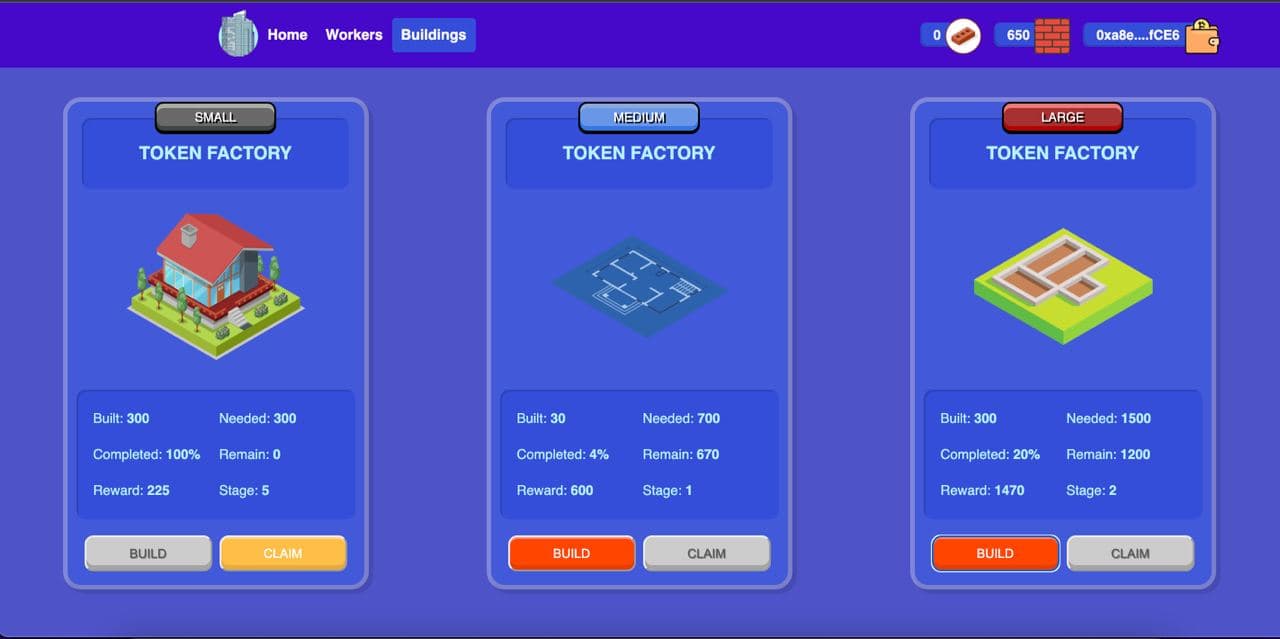 Home Workers Buildings 0 650 0xa8e....fCE6
SMALL
TOKEN FACTORY
Built: 300 Needed: 300
Completed: 100% Remain: 0
Reward: 225 Stage: 5
BUILD CLAIM
MEDIUM
TOKEN FACTORY
Built: 30 Needed: 700
Completed: 4% Remain: 670
Reward: 600 Stage: 1
BUILD CLAIM
LARGE
TOKEN FACTORY
Built: 300 Needed: 1500
Completed: 20% Remain: 1200
Reward: 1470 Stage: 2
BUILD CLAIM